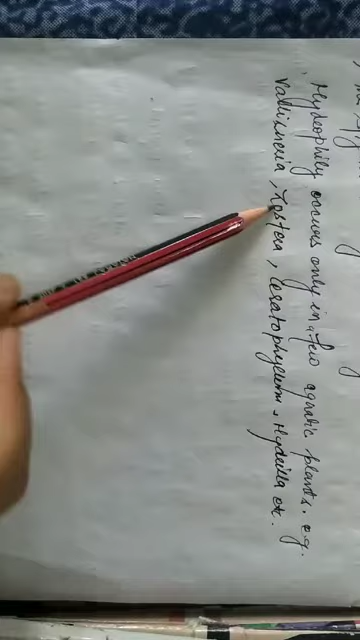 Hydrophily occurs only in a few aquatic plants. e.g.
Vallisneria, Zostera, Ceratophyllum, Hydrilla etc.